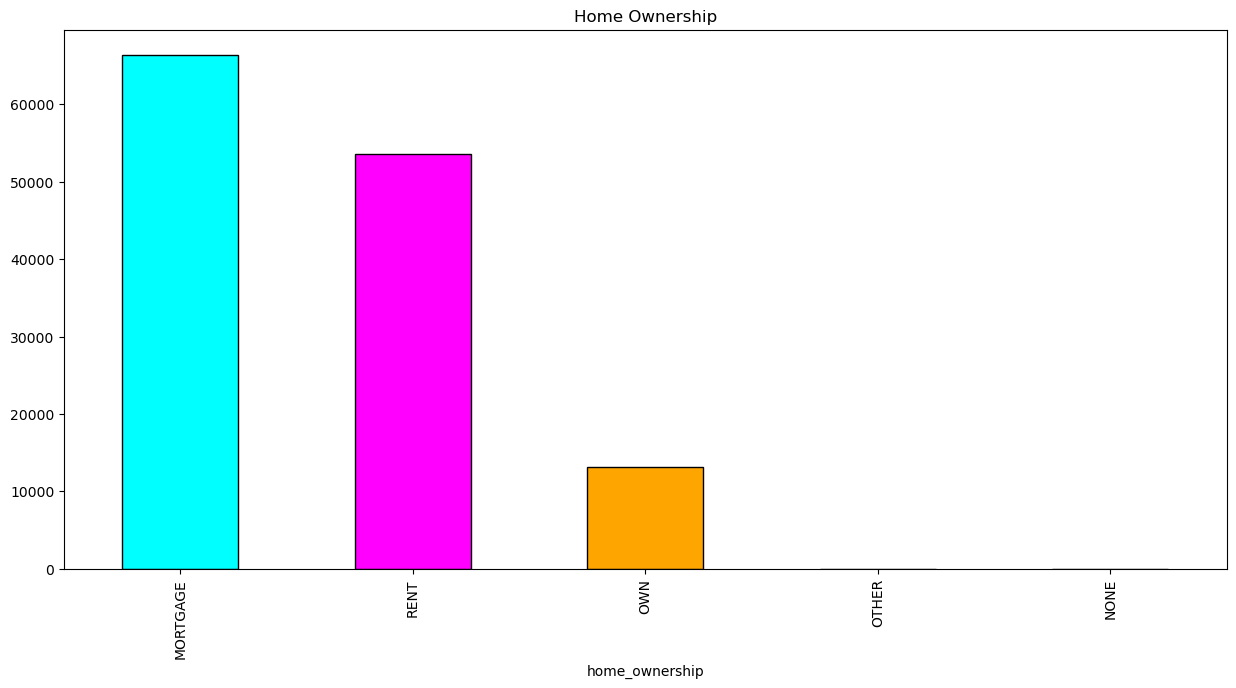 Home Ownership
60000
50000
40000
30000
20000
10000
0
MORTGAGE
RENT
OWN
OTHER
NONE
home_ownership